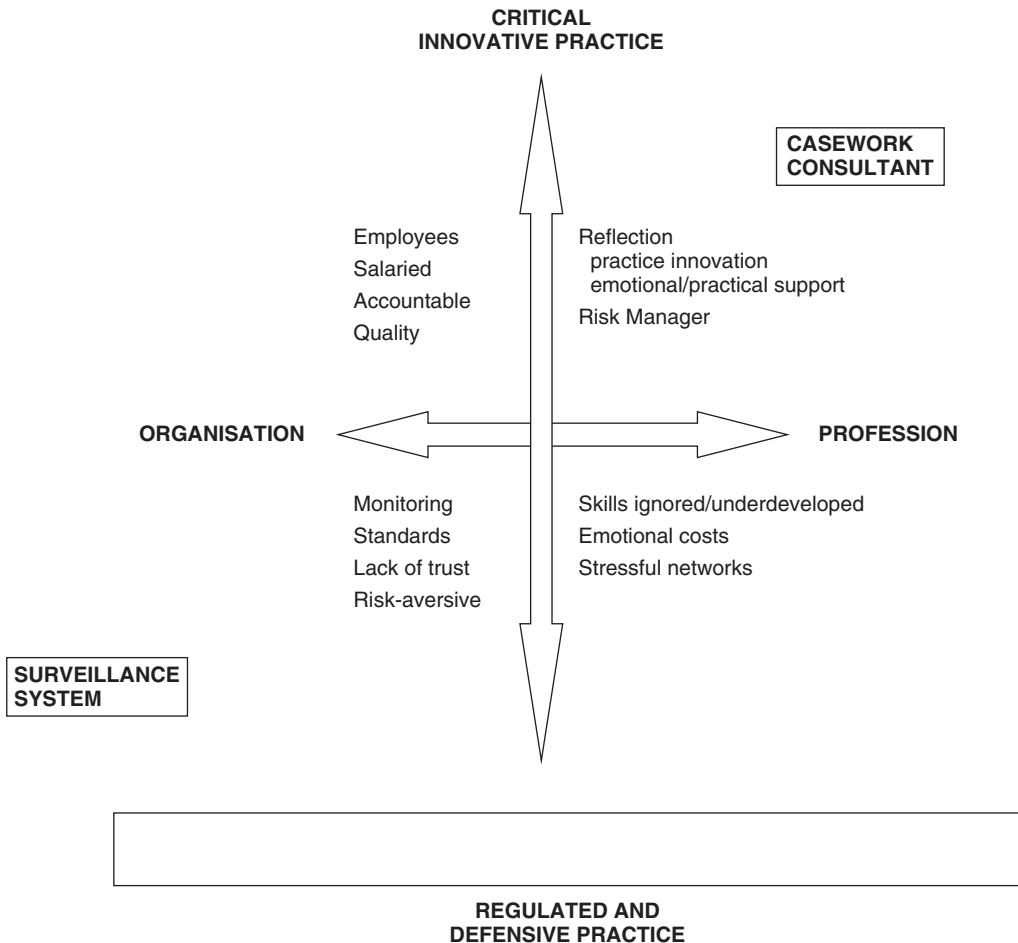 CRITICAL
INNOVATIVE PRACTICE
CASEWORK
CONSULTANT
Employees
Salaried
Accountable
Quality
Reflection
practice innovation
emotional/practical support
Risk Manager
ORGANISATION
PROFESSION
Monitoring
Standards
Lack of trust
Risk-aversive
Skills ignored/underdeveloped
Emotional costs
Stressful networks
SURVEILLANCE
SYSTEM
REGULATED AND
DEFENSIVE PRACTICE